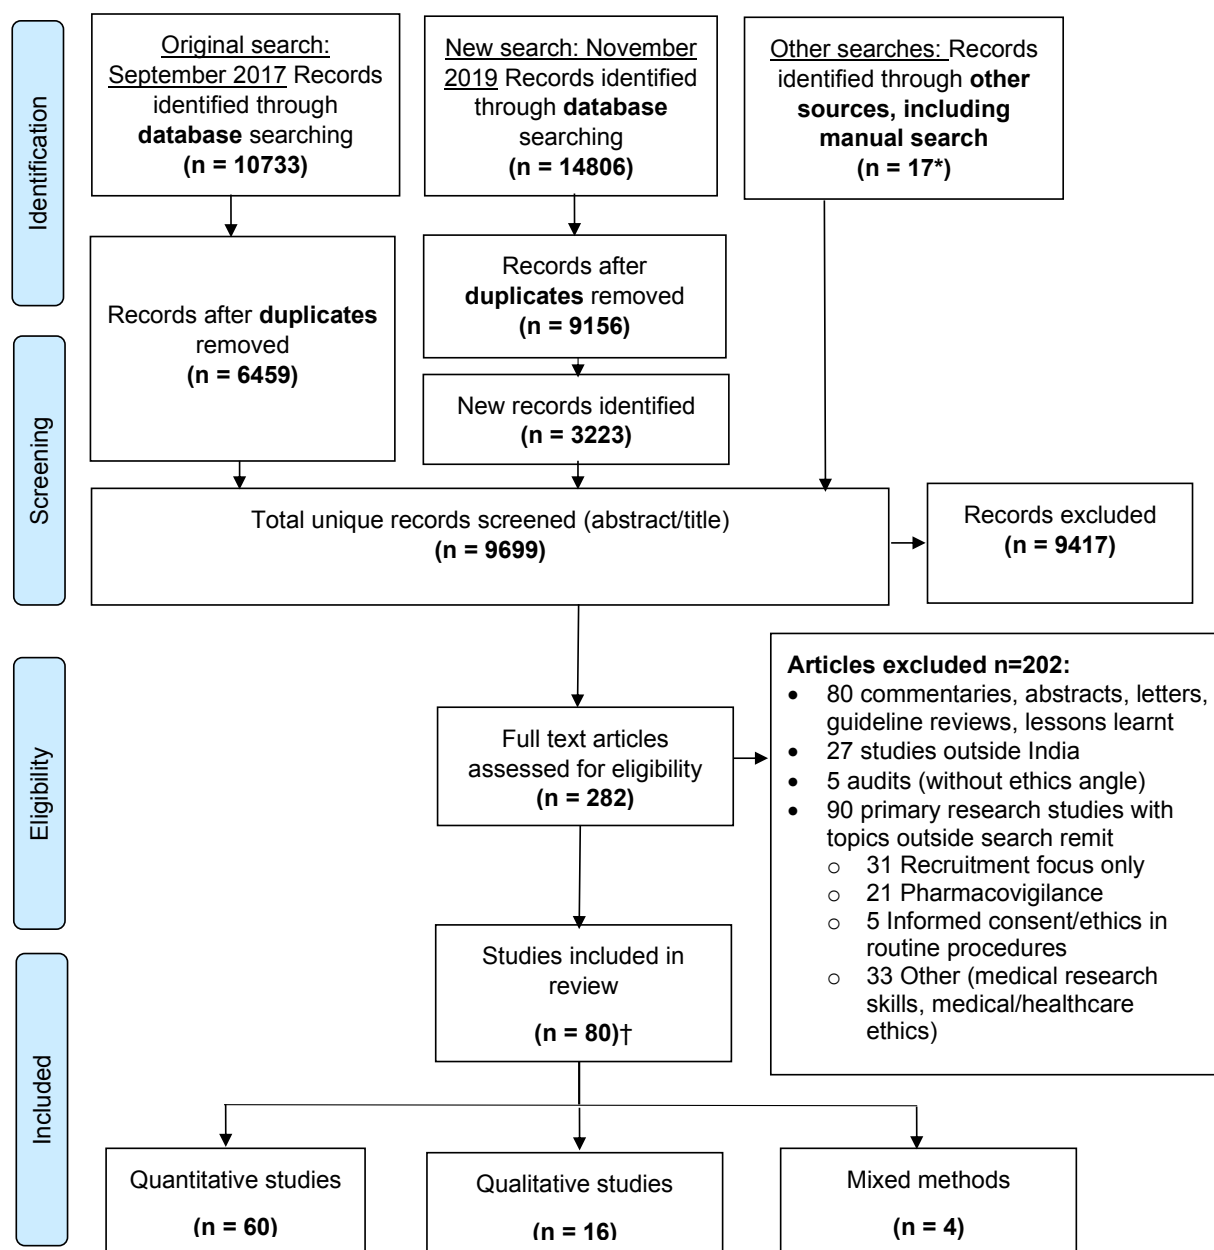 Identification
Original search:
September 2017 Records
identified through
database searching
(n = 10733)
New search: November
2019 Records identified
through database
searching
(n = 14806)
Other searches: Records
identified through other
sources, including
manual search
(n = 17*)
Records after duplicates
removed
(n = 6459)
Records after
duplicates removed
(n = 9156)
Screening
New records identified
(n = 3223)
Total unique records screened (abstract/title)
(n = 9699)
Records excluded
(n = 9417)
Eligibility
Full text articles
assessed for eligibility
(n = 282)
Articles excluded n=202:
• 80 commentaries, abstracts, letters,
guideline reviews, lessons learnt
• 27 studies outside India
• 5 audits (without ethics angle)
• 90 primary research studies with
topics outside search remit
o 31 Recruitment focus only
o 21 Pharmacovigilance
o 5 Informed consent/ethics in
routine procedures
o 33 Other (medical research
skills, medical/healthcare
ethics)
Included
Studies included in
review
(n = 80)†
Quantitative studies
(n = 60)
Qualitative studies
(n = 16)
Mixed methods
(n = 4)